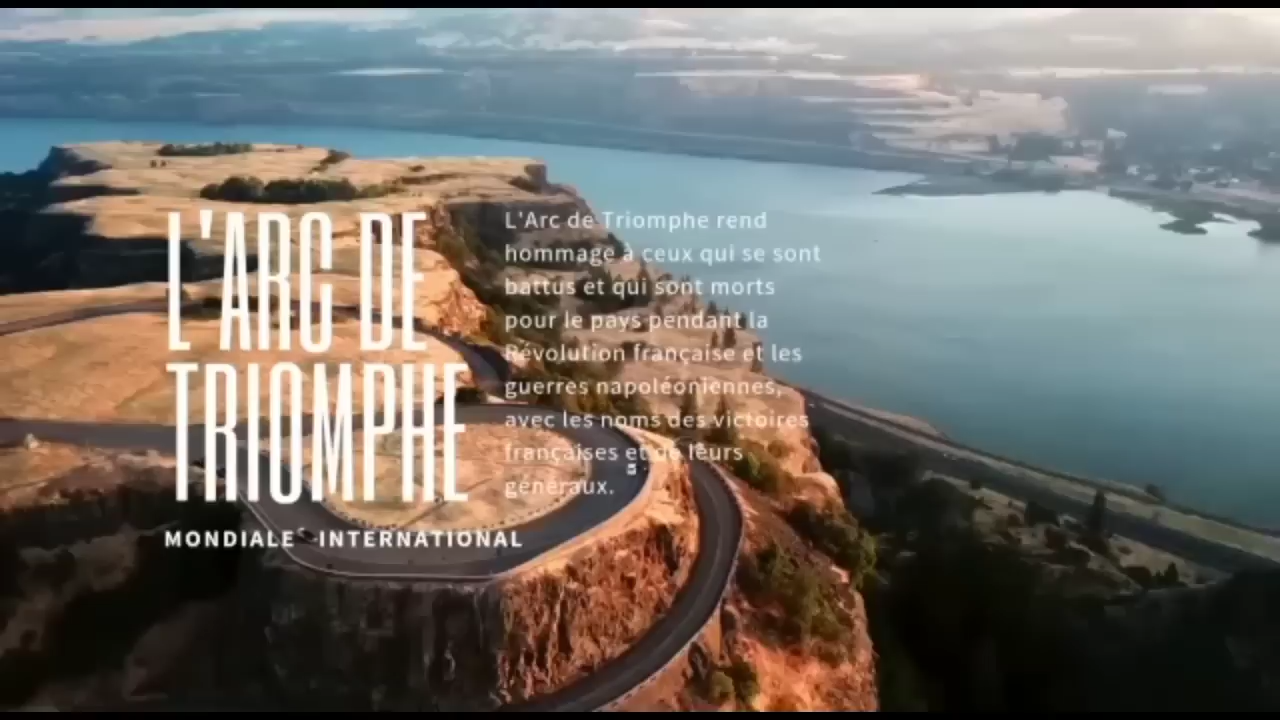 L'ARC DE
TRIOMPHE
MONDIALE INTERNATIONAL
L'Arc de Triomphe rend
hommage à ceux qui se sont
battus et qui sont morts
pour le pays pendant la
Révolution française et les
guerres napoléoniennes,
avec les noms des victoires
françaises et de leurs
généraux.